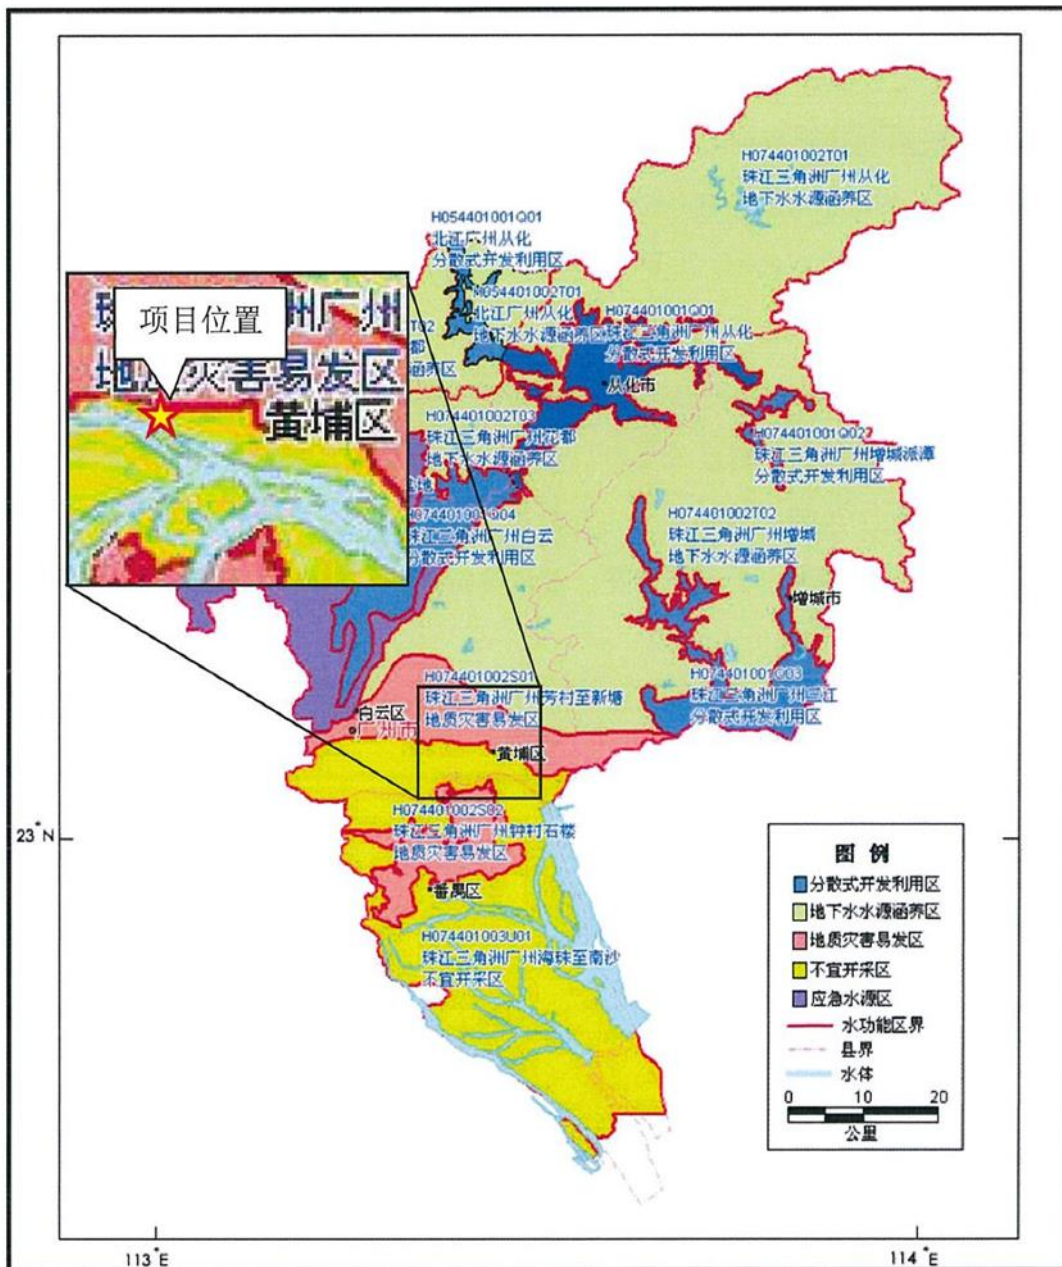 H074401002T01
珠江三角洲广州从化
地下水水源涵养区
H054401001Q01
北江广州从化
分散式开发利用区
H054401002T01
北江广州从化
地下水水源涵养区
H074401001Q01
珠江三角洲广州从化
分散式开发利用区
从化市
项目位置
广州
地质灾害易发区
黄埔区
T02
都
涵养区
H074401002T03
珠江三角洲广州花都
地下水水源涵养区
H074401001Q02
珠江三角洲广州增城派潭
分散式开发利用区
H074401001Q04
珠江三角洲广州白云
分散式开发利用区
H074401002T02
珠江三角洲广州增城
地下水水源涵养区
增城市
H074401001Q03
珠江三角洲广州三江
分散式开发利用区
H074401002S01
珠江三角洲广州芳村至新塘
地质灾害易发区
白云区
广州市
黄埔区
H074401002S02
珠江三角洲广州钟村石楼
地质灾害易发区
番禺区
H074401003U01
珠江三角洲广州海珠至南沙
不宜开采区
23°N
图 例
分散式开发利用区
地下水水源涵养区
地质灾害易发区
不宜开采区
应急水源区
水功能区界
县界
水体
0 10 20
公里
113°E
114°E